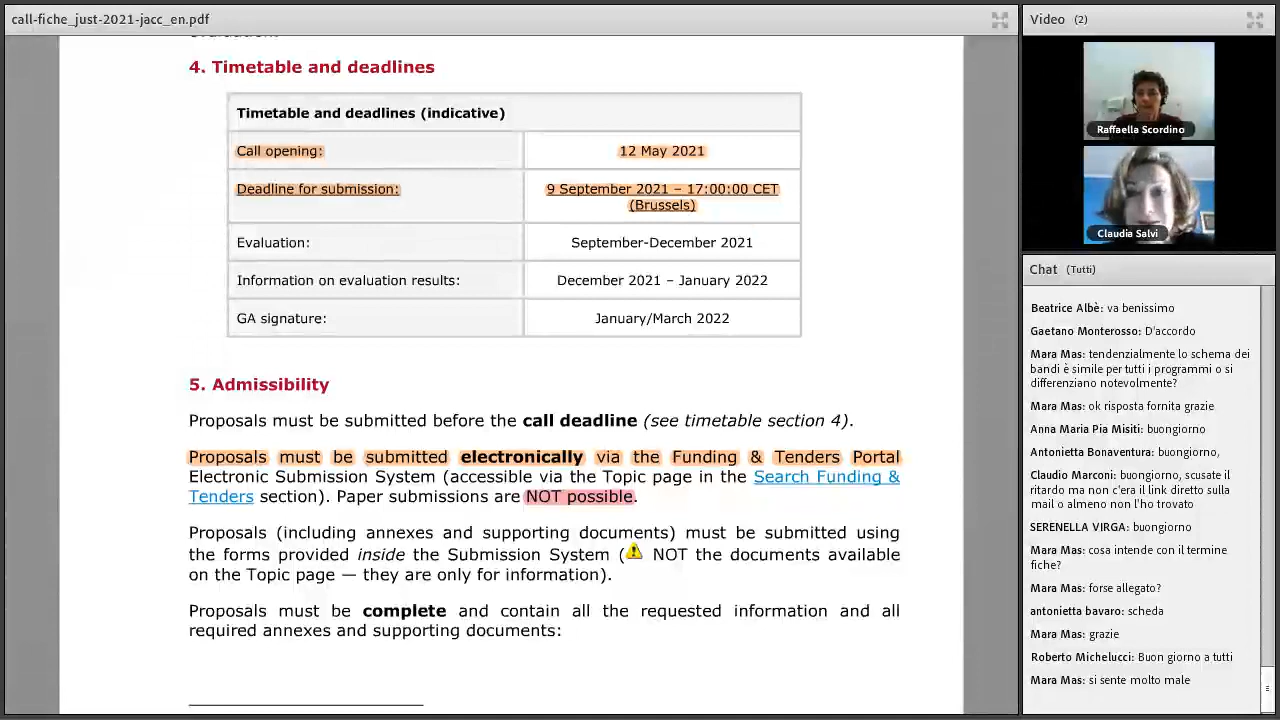 call-fiche_just-2021-jacc_en.pdf
4. Timetable and deadlines
Timetable and deadlines (indicative)
Call opening:
12 May 2021
Deadline for submission:
9 September 2021 – 17:00:00 CET
(Brussels)
Evaluation:
September-December 2021
Information on evaluation results:
December 2021 – January 2022
GA signature:
January/March 2022
5. Admissibility
Proposals must be submitted before the call deadline (see timetable section 4).
Proposals must be submitted electronically via the Funding & Tenders Portal
Electronic Submission System (accessible via the Topic page in the Search Funding &
Tenders section). Paper submissions are NOT possible.
Proposals (including annexes and supporting documents) must be submitted using
the forms provided inside the Submission System (⚠ NOT the documents available
on the Topic page — they are only for information).
Proposals must be complete and contain all the requested information and all
required annexes and supporting documents:
Video (2)
Raffaella Scordino
Claudia Salvi
Chat (Tutti)
Beatrice Albè: va benissimo
Gaetano Monterosso: D'accordo
Mara Mas: tendenzialmente lo schema dei
bandi è simile per tutti i programmi o si
differenziano notevolmente?
Mara Mas: ok risposta fornita grazie
Anna Maria Pia Misiti: buongiorno
Antonietta Bonaventura: buongiorno,
Claudio Marconi: buongiorno, scusate il
ritardo ma non c'era il link diretto sulla
mail o almeno non l'ho trovato
SERENELLA VIRGA: buongiorno
Mara Mas: cosa intende con il termine
fiche?
Mara Mas: forse allegato?
antonietta bavaro: scheda
Mara Mas: grazie
Roberto Michelucci: Buon giorno a tutti
Mara Mas: si sente molto male